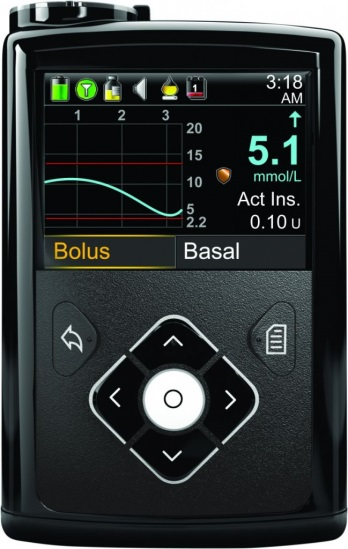 3:18
AM
1
1 2 3
20
15
10
5
2.2
5.1
mmol/L
Act Ins.
0.10 U
Bolus
Basal